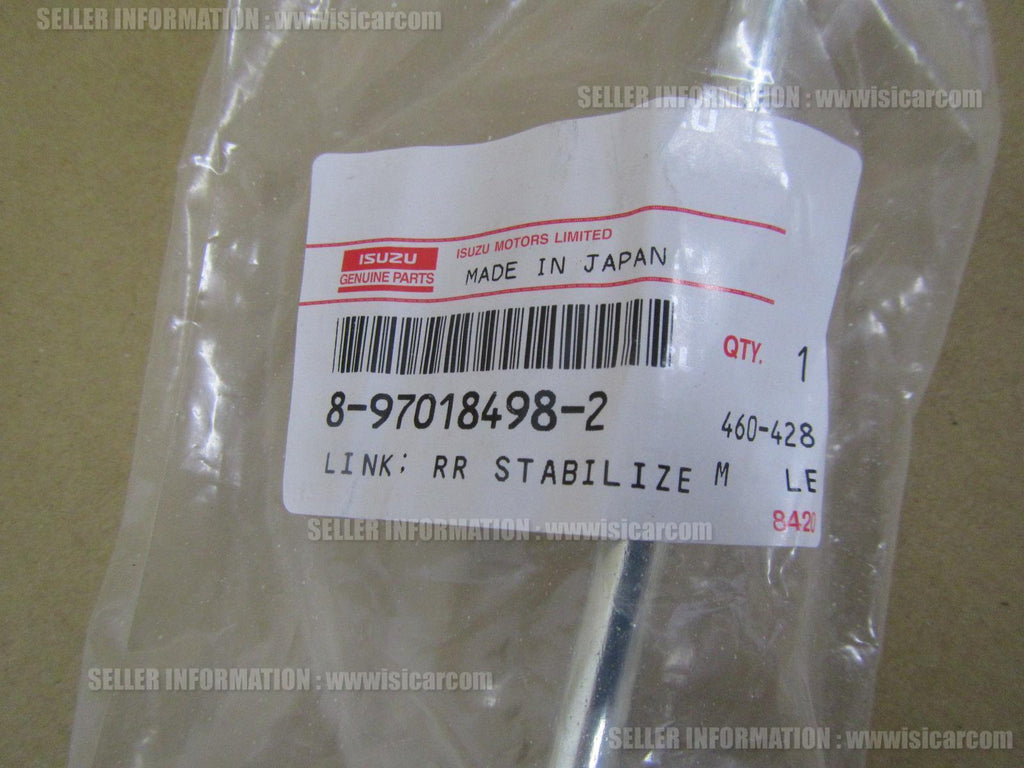 SELLER INFORMATION : wwwisicarcom
SELLER INFORMATION : wwwisicarcom
ISUZU
GENUINE PARTS
ISUZU MOTORS LIMITED
MADE IN JAPAN
QTY. 1
8-97018498-2
460-428
LINK; RR STABILIZE M LE
8420
SELLER INFORMATION : wwwisicarcom
SELLER INFORMATION : wwwisicarcom
SELLER INFORMATION : wwwisicarcom